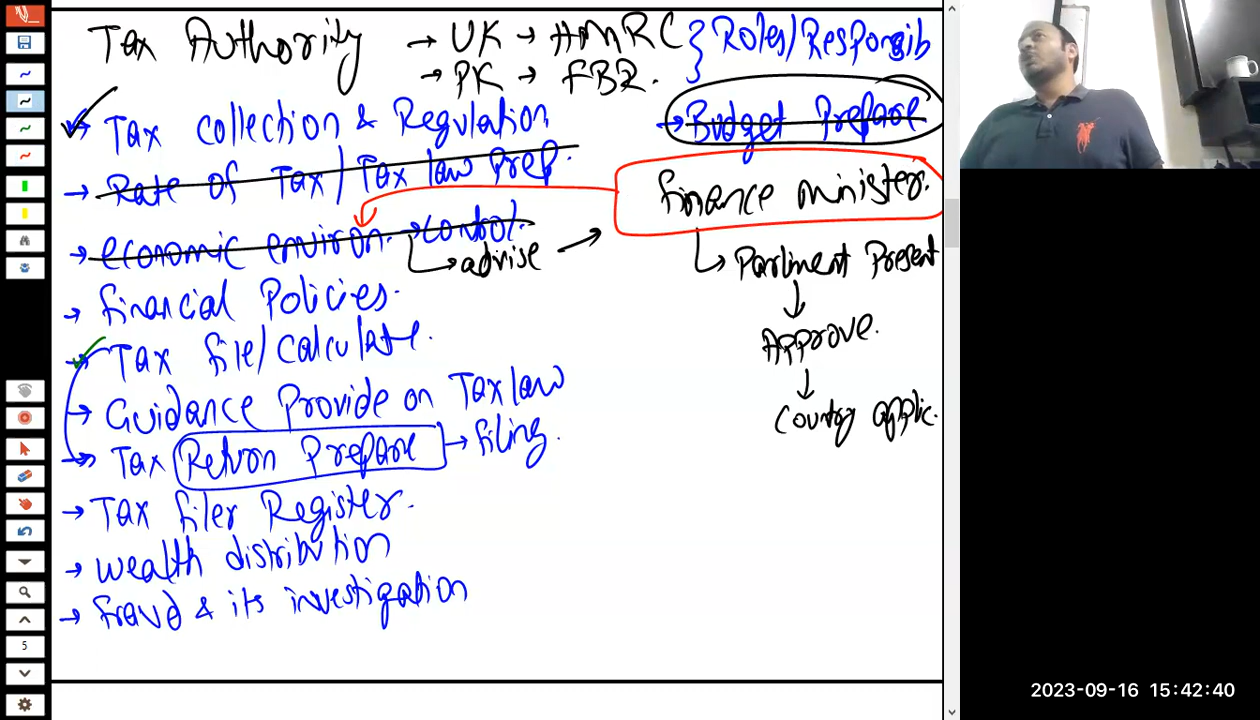 Tax Authority → UK → HMRC } Roles/Responsib
→ PK → FBR.
→ Tax collection & Regulation
→ Budget Prepare
→ Rate of Tax/Tax law Prep.
finance minister.
→ economic environ. → control.
→ advise →
↳ Parliment Present
→ financial Policies.
↓
Approve.
→ Tax file/calculate.
↓
→ Guidance Provide on Tax law
Country applic.
→ Tax Return Prepare → filing.
→ Tax filer Register.
→ wealth distribution
→ fraud & its investigation
5
2023-09-16 15:42:40